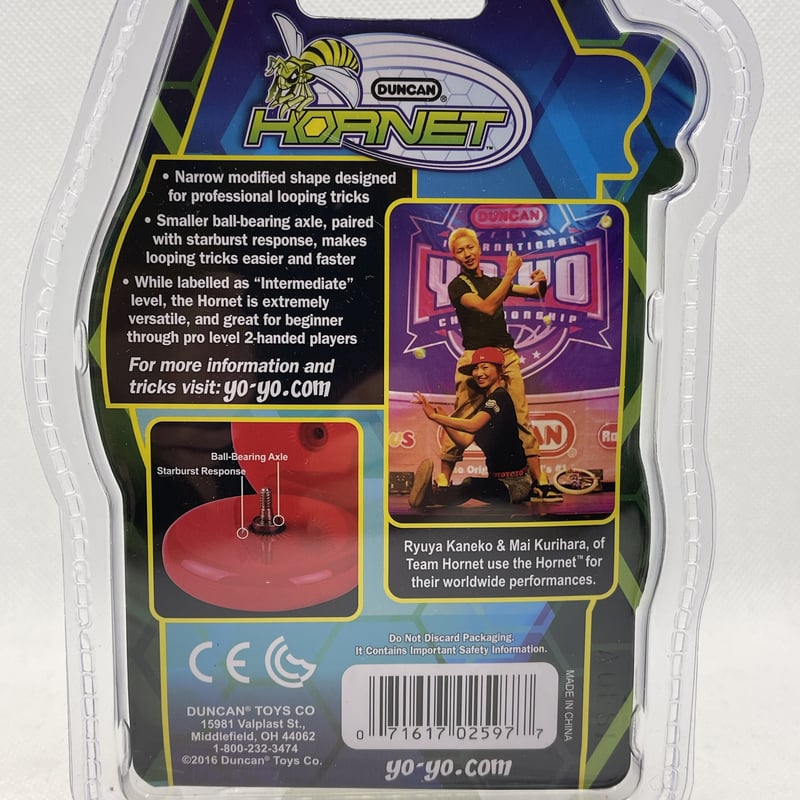 DUNCAN®
HORNET™
• Narrow modified shape designed
for professional looping tricks
• Smaller ball-bearing axle, paired
with starburst response, makes
looping tricks easier and faster
• While labelled as “Intermediate”
level, the Hornet is extremely
versatile, and great for beginner
through pro level 2-handed players
For more information and
tricks visit: yo-yo.com
DUNCAN
INTERNATIONAL
YO YO
CHAMPIONSHIP
Ball-Bearing Axle
Starburst Response
Ryuya Kaneko & Mai Kurihara, of
Team Hornet use the Hornet™ for
their worldwide performances.
Do Not Discard Packaging.
It Contains Important Safety Information.
CE
DUNCAN® TOYS CO
15981 Valplast St.,
Middlefield, OH 44062
1-800-232-3474
©2016 Duncan® Toys Co.
0 71617 02597 7
MADE IN CHINA
yo-yo.com